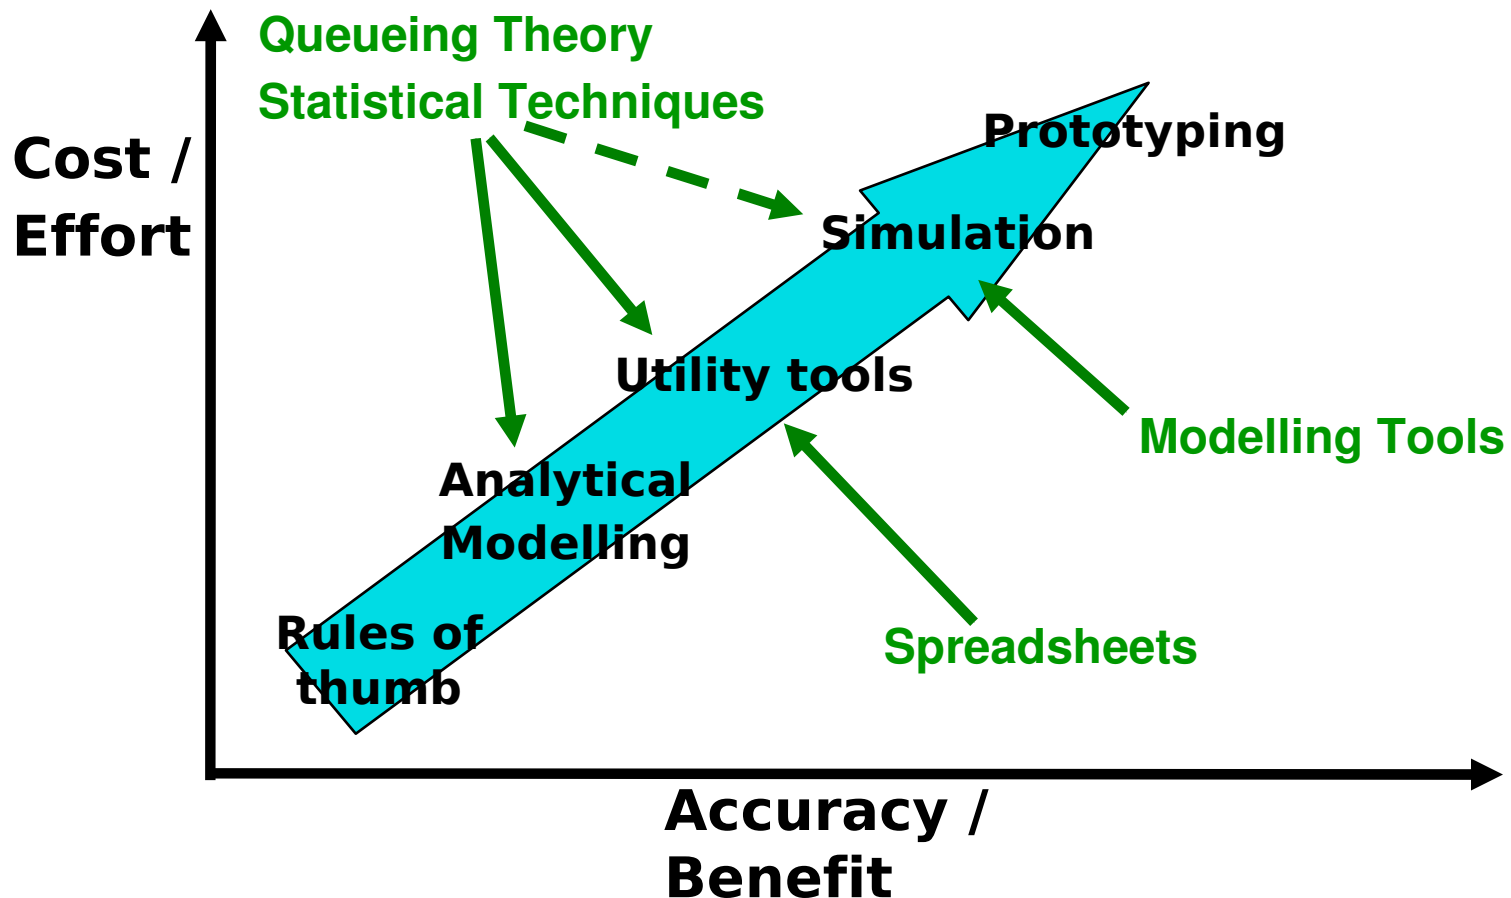 Queueing Theory
Statistical Techniques
Cost /
Effort
Prototyping
Simulation
Utility tools
Modelling Tools
Analytical
Modelling
Rules of
thumb
Spreadsheets
Accuracy /
Benefit